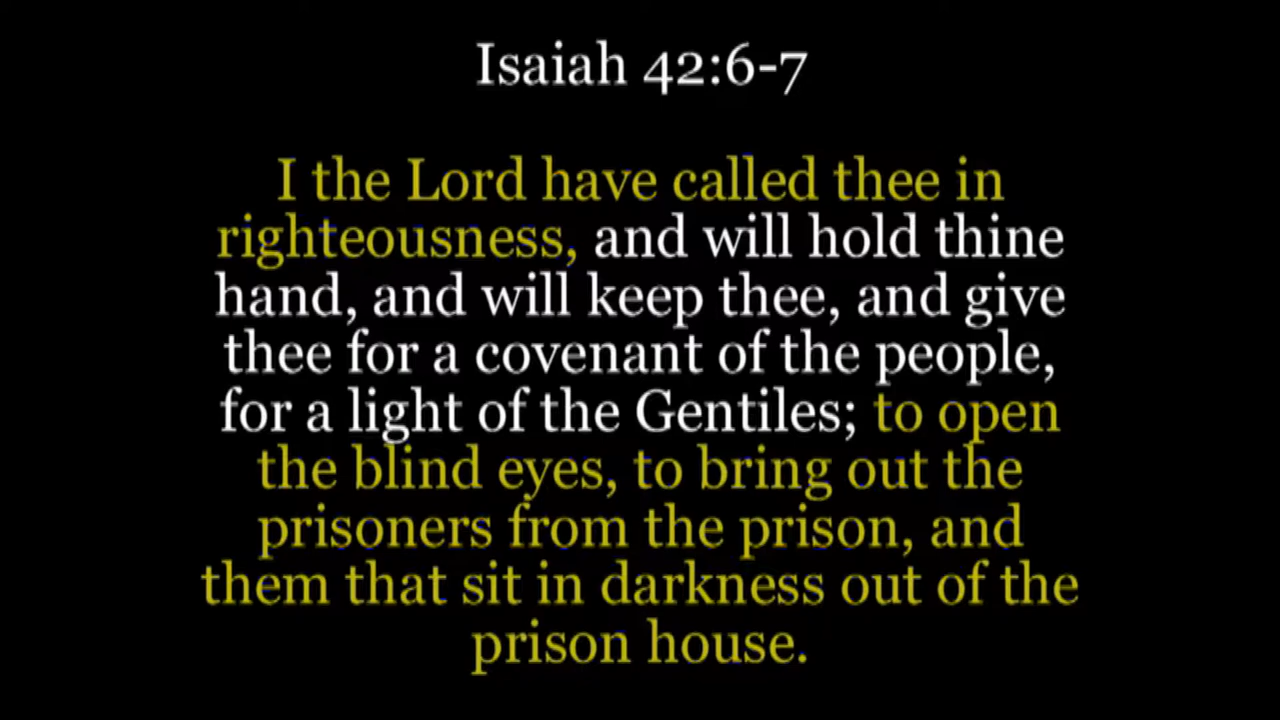 Isaiah 42:6-7
I the Lord have called thee in
righteousness, and will hold thine
hand, and will keep thee, and give
thee for a covenant of the people,
for a light of the Gentiles; to open
the blind eyes, to bring out the
prisoners from the prison, and
them that sit in darkness out of the
prison house.